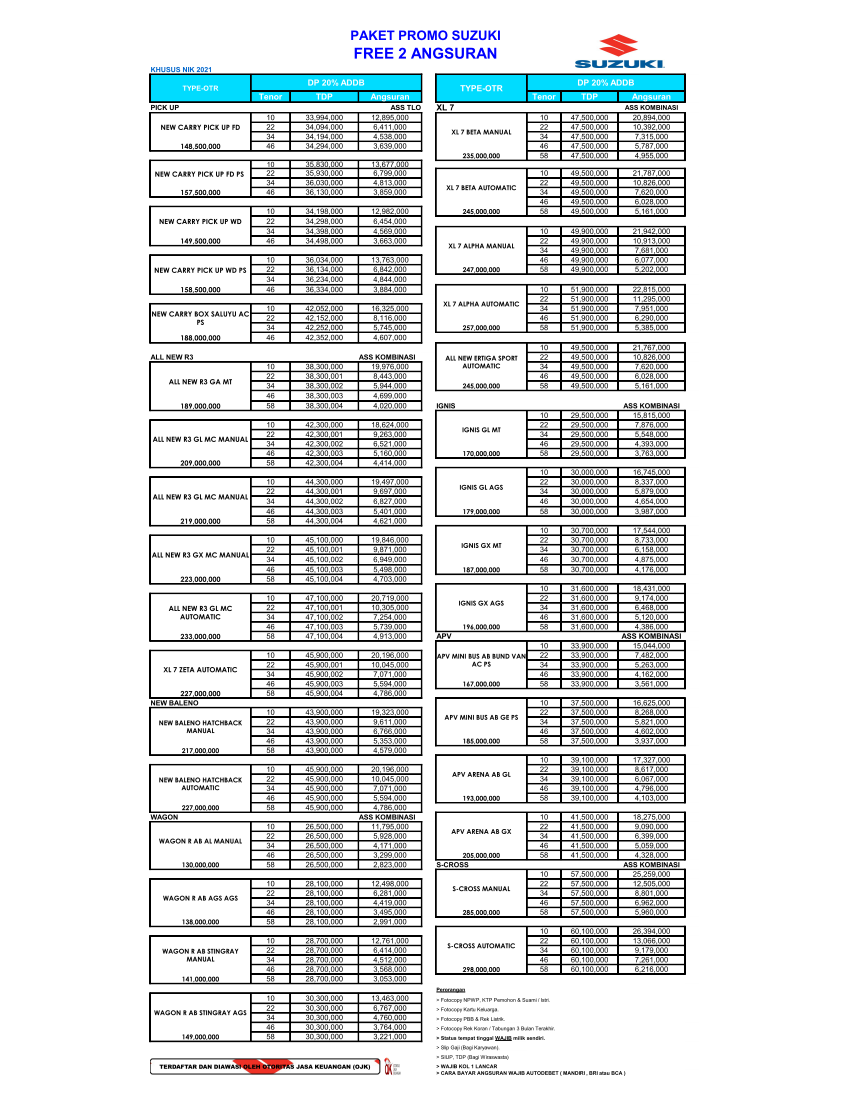 PAKET PROMO SUZUKI
FREE 2 ANGSURAN
SUZUKI
KHUSUS NIK 2021
TYPE-OTR
DP 20% ADDB
Tenor TDP Angsuran
PICK UP ASS TLO
NEW CARRY PICK UP FD
148,500,000
10 33,994,000 12,895,000
22 34,094,000 6,411,000
34 34,194,000 4,538,000
46 34,294,000 3,639,000
NEW CARRY PICK UP FD PS
157,500,000
10 35,830,000 13,677,000
22 35,930,000 6,799,000
34 36,030,000 4,813,000
46 36,130,000 3,859,000
NEW CARRY PICK UP WD
149,500,000
10 34,198,000 12,982,000
22 34,298,000 6,454,000
34 34,398,000 4,569,000
46 34,498,000 3,663,000
NEW CARRY PICK UP WD PS
158,500,000
10 36,034,000 13,763,000
22 36,134,000 6,842,000
34 36,234,000 4,844,000
46 36,334,000 3,884,000
NEW CARRY BOX SALUYU AC
PS
188,000,000
10 42,052,000 16,325,000
22 42,152,000 8,116,000
34 42,252,000 5,745,000
46 42,352,000 4,607,000
ALL NEW R3 ASS KOMBINASI
ALL NEW R3 GA MT
189,000,000
10 38,300,000 19,976,000
22 38,300,001 8,443,000
34 38,300,002 5,944,000
46 38,300,003 4,699,000
58 38,300,004 4,020,000
ALL NEW R3 GL MC MANUAL
209,000,000
10 42,300,000 18,624,000
22 42,300,001 9,263,000
34 42,300,002 6,521,000
46 42,300,003 5,160,000
58 42,300,004 4,414,000
ALL NEW R3 GL MC MANUAL
219,000,000
10 44,300,000 19,497,000
22 44,300,001 9,697,000
34 44,300,002 6,827,000
46 44,300,003 5,401,000
58 44,300,004 4,621,000
ALL NEW R3 GX MC MANUAL
223,000,000
10 45,100,000 19,846,000
22 45,100,001 9,871,000
34 45,100,002 6,949,000
46 45,100,003 5,498,000
58 45,100,004 4,703,000
ALL NEW R3 GL MC
AUTOMATIC
233,000,000
10 47,100,000 20,719,000
22 47,100,001 10,305,000
34 47,100,002 7,254,000
46 47,100,003 5,739,000
58 47,100,004 4,913,000
XL 7 ZETA AUTOMATIC
227,000,000
10 45,900,000 20,196,000
22 45,900,001 10,045,000
34 45,900,002 7,071,000
46 45,900,003 5,594,000
58 45,900,004 4,786,000
NEW BALENO
NEW BALENO HATCHBACK
MANUAL
217,000,000
10 43,900,000 19,323,000
22 43,900,000 9,611,000
34 43,900,000 6,766,000
46 43,900,000 5,353,000
58 43,900,000 4,579,000
NEW BALENO HATCHBACK
AUTOMATIC
227,000,000
10 45,900,000 20,196,000
22 45,900,000 10,045,000
34 45,900,000 7,071,000
46 45,900,000 5,594,000
58 45,900,000 4,786,000
WAGON ASS KOMBINASI
WAGON R AB AL MANUAL
130,000,000
10 26,500,000 11,795,000
22 26,500,000 5,928,000
34 26,500,000 4,171,000
46 26,500,000 3,299,000
58 26,500,000 2,823,000
WAGON R AB AGS AGS
138,000,000
10 28,100,000 12,498,000
22 28,100,000 6,281,000
34 28,100,000 4,419,000
46 28,100,000 3,495,000
58 28,100,000 2,991,000
WAGON R AB STINGRAY
MANUAL
141,000,000
10 28,700,000 12,761,000
22 28,700,000 6,414,000
34 28,700,000 4,512,000
46 28,700,000 3,568,000
58 28,700,000 3,053,000
WAGON R AB STINGRAY AGS
149,000,000
10 30,300,000 13,463,000
22 30,300,000 6,767,000
34 30,300,000 4,760,000
46 30,300,000 3,764,000
58 30,300,000 3,221,000
TERDAFTAR DAN DIAWASI OLEH OTORITAS JASA KEUANGAN (OJK)
TYPE-OTR
DP 20% ADDB
Tenor TDP Angsuran
XL 7 ASS KOMBINASI
XL 7 BETA MANUAL
235,000,000
10 47,500,000 20,894,000
22 47,500,000 10,392,000
34 47,500,000 7,315,000
46 47,500,000 5,787,000
58 47,500,000 4,955,000
XL 7 BETA AUTOMATIC
245,000,000
10 49,500,000 21,787,000
22 49,500,000 10,826,000
34 49,500,000 7,620,000
46 49,500,000 6,028,000
58 49,500,000 5,161,000
XL 7 ALPHA MANUAL
247,000,000
10 49,900,000 21,942,000
22 49,900,000 10,913,000
34 49,900,000 7,681,000
46 49,900,000 6,077,000
58 49,900,000 5,202,000
XL 7 ALPHA AUTOMATIC
257,000,000
10 51,900,000 22,815,000
22 51,900,000 11,295,000
34 51,900,000 7,951,000
46 51,900,000 6,290,000
58 51,900,000 5,385,000
ALL NEW ERTIGA SPORT
AUTOMATIC
245,000,000
10 49,500,000 21,767,000
22 49,500,000 10,826,000
34 49,500,000 7,620,000
46 49,500,000 6,028,000
58 49,500,000 5,161,000
IGNIS ASS KOMBINASI
IGNIS GL MT
170,000,000
10 29,500,000 15,815,000
22 29,500,000 7,876,000
34 29,500,000 5,548,000
46 29,500,000 4,393,000
58 29,500,000 3,763,000
IGNIS GL AGS
179,000,000
10 30,000,000 16,745,000
22 30,000,000 8,337,000
34 30,000,000 5,879,000
46 30,000,000 4,654,000
58 30,000,000 3,987,000
IGNIS GX MT
187,000,000
10 30,700,000 17,544,000
22 30,700,000 8,733,000
34 30,700,000 6,158,000
46 30,700,000 4,875,000
58 30,700,000 4,176,000
IGNIS GX AGS
196,000,000
10 31,600,000 18,431,000
22 31,600,000 9,174,000
34 31,600,000 6,468,000
46 31,600,000 5,120,000
58 31,600,000 4,386,000
APV ASS KOMBINASI
APV MINI BUS AB BUND VAN
AC PS
167,000,000
10 33,900,000 15,044,000
22 33,900,000 7,482,000
34 33,900,000 5,263,000
46 33,900,000 4,162,000
58 33,900,000 3,561,000
APV MINI BUS AB GE PS
185,000,000
10 37,500,000 16,625,000
22 37,500,000 8,268,000
34 37,500,000 5,821,000
46 37,500,000 4,602,000
58 37,500,000 3,937,000
APV ARENA AB GL
193,000,000
10 39,100,000 17,327,000
22 39,100,000 8,617,000
34 39,100,000 6,067,000
46 39,100,000 4,796,000
58 39,100,000 4,103,000
APV ARENA AB GX
205,000,000
10 41,500,000 18,275,000
22 41,500,000 9,090,000
34 41,500,000 6,399,000
46 41,500,000 5,059,000
58 41,500,000 4,328,000
S-CROSS ASS KOMBINASI
S-CROSS MANUAL
285,000,000
10 57,500,000 25,259,000
22 57,500,000 12,505,000
34 57,500,000 8,801,000
46 57,500,000 6,962,000
58 57,500,000 5,960,000
S-CROSS AUTOMATIC
298,000,000
10 60,100,000 26,394,000
22 60,100,000 13,066,000
34 60,100,000 9,179,000
46 60,100,000 7,261,000
58 60,100,000 6,216,000
> Fotocopy NPWP, KTP Pemohon & Suami / Istri.
> Fotocopy Kartu Keluarga.
> Fotocopy PBB & Rek Listrik.
> Fotocopy Rek Koran / Tabungan 3 Bulan Terakhir.
> Status tempat tinggal WAJIB milik sendiri.
> Slip Gaji (Bagi Karyawan).
> SIUP, TDP (Bagi Wiraswasta)
> WAJIB KOL 1 LANCAR
> CARA BAYAR ANGSURAN WAJIB AUTODEBET ( MANDIRI , BRI atau BCA )